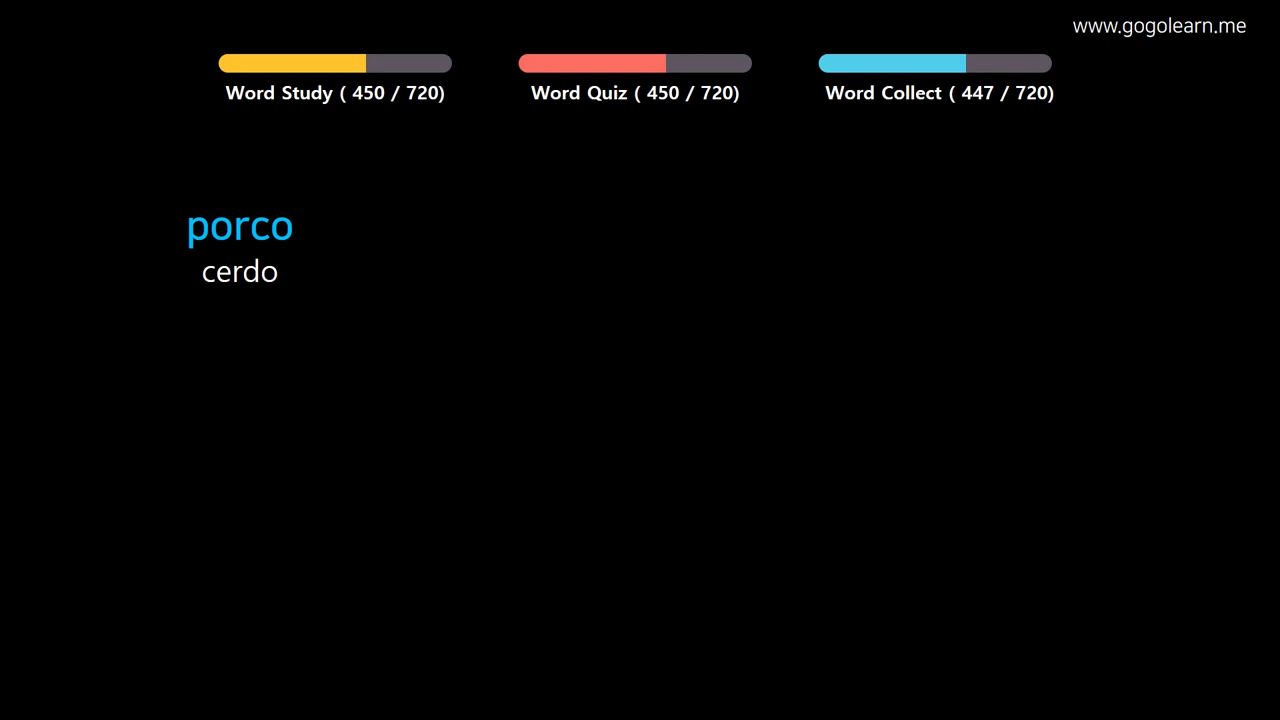 www.gogolearn.me
Word Study ( 450 / 720)
Word Quiz ( 450 / 720)
Word Collect ( 447 / 720)
porco
cerdo